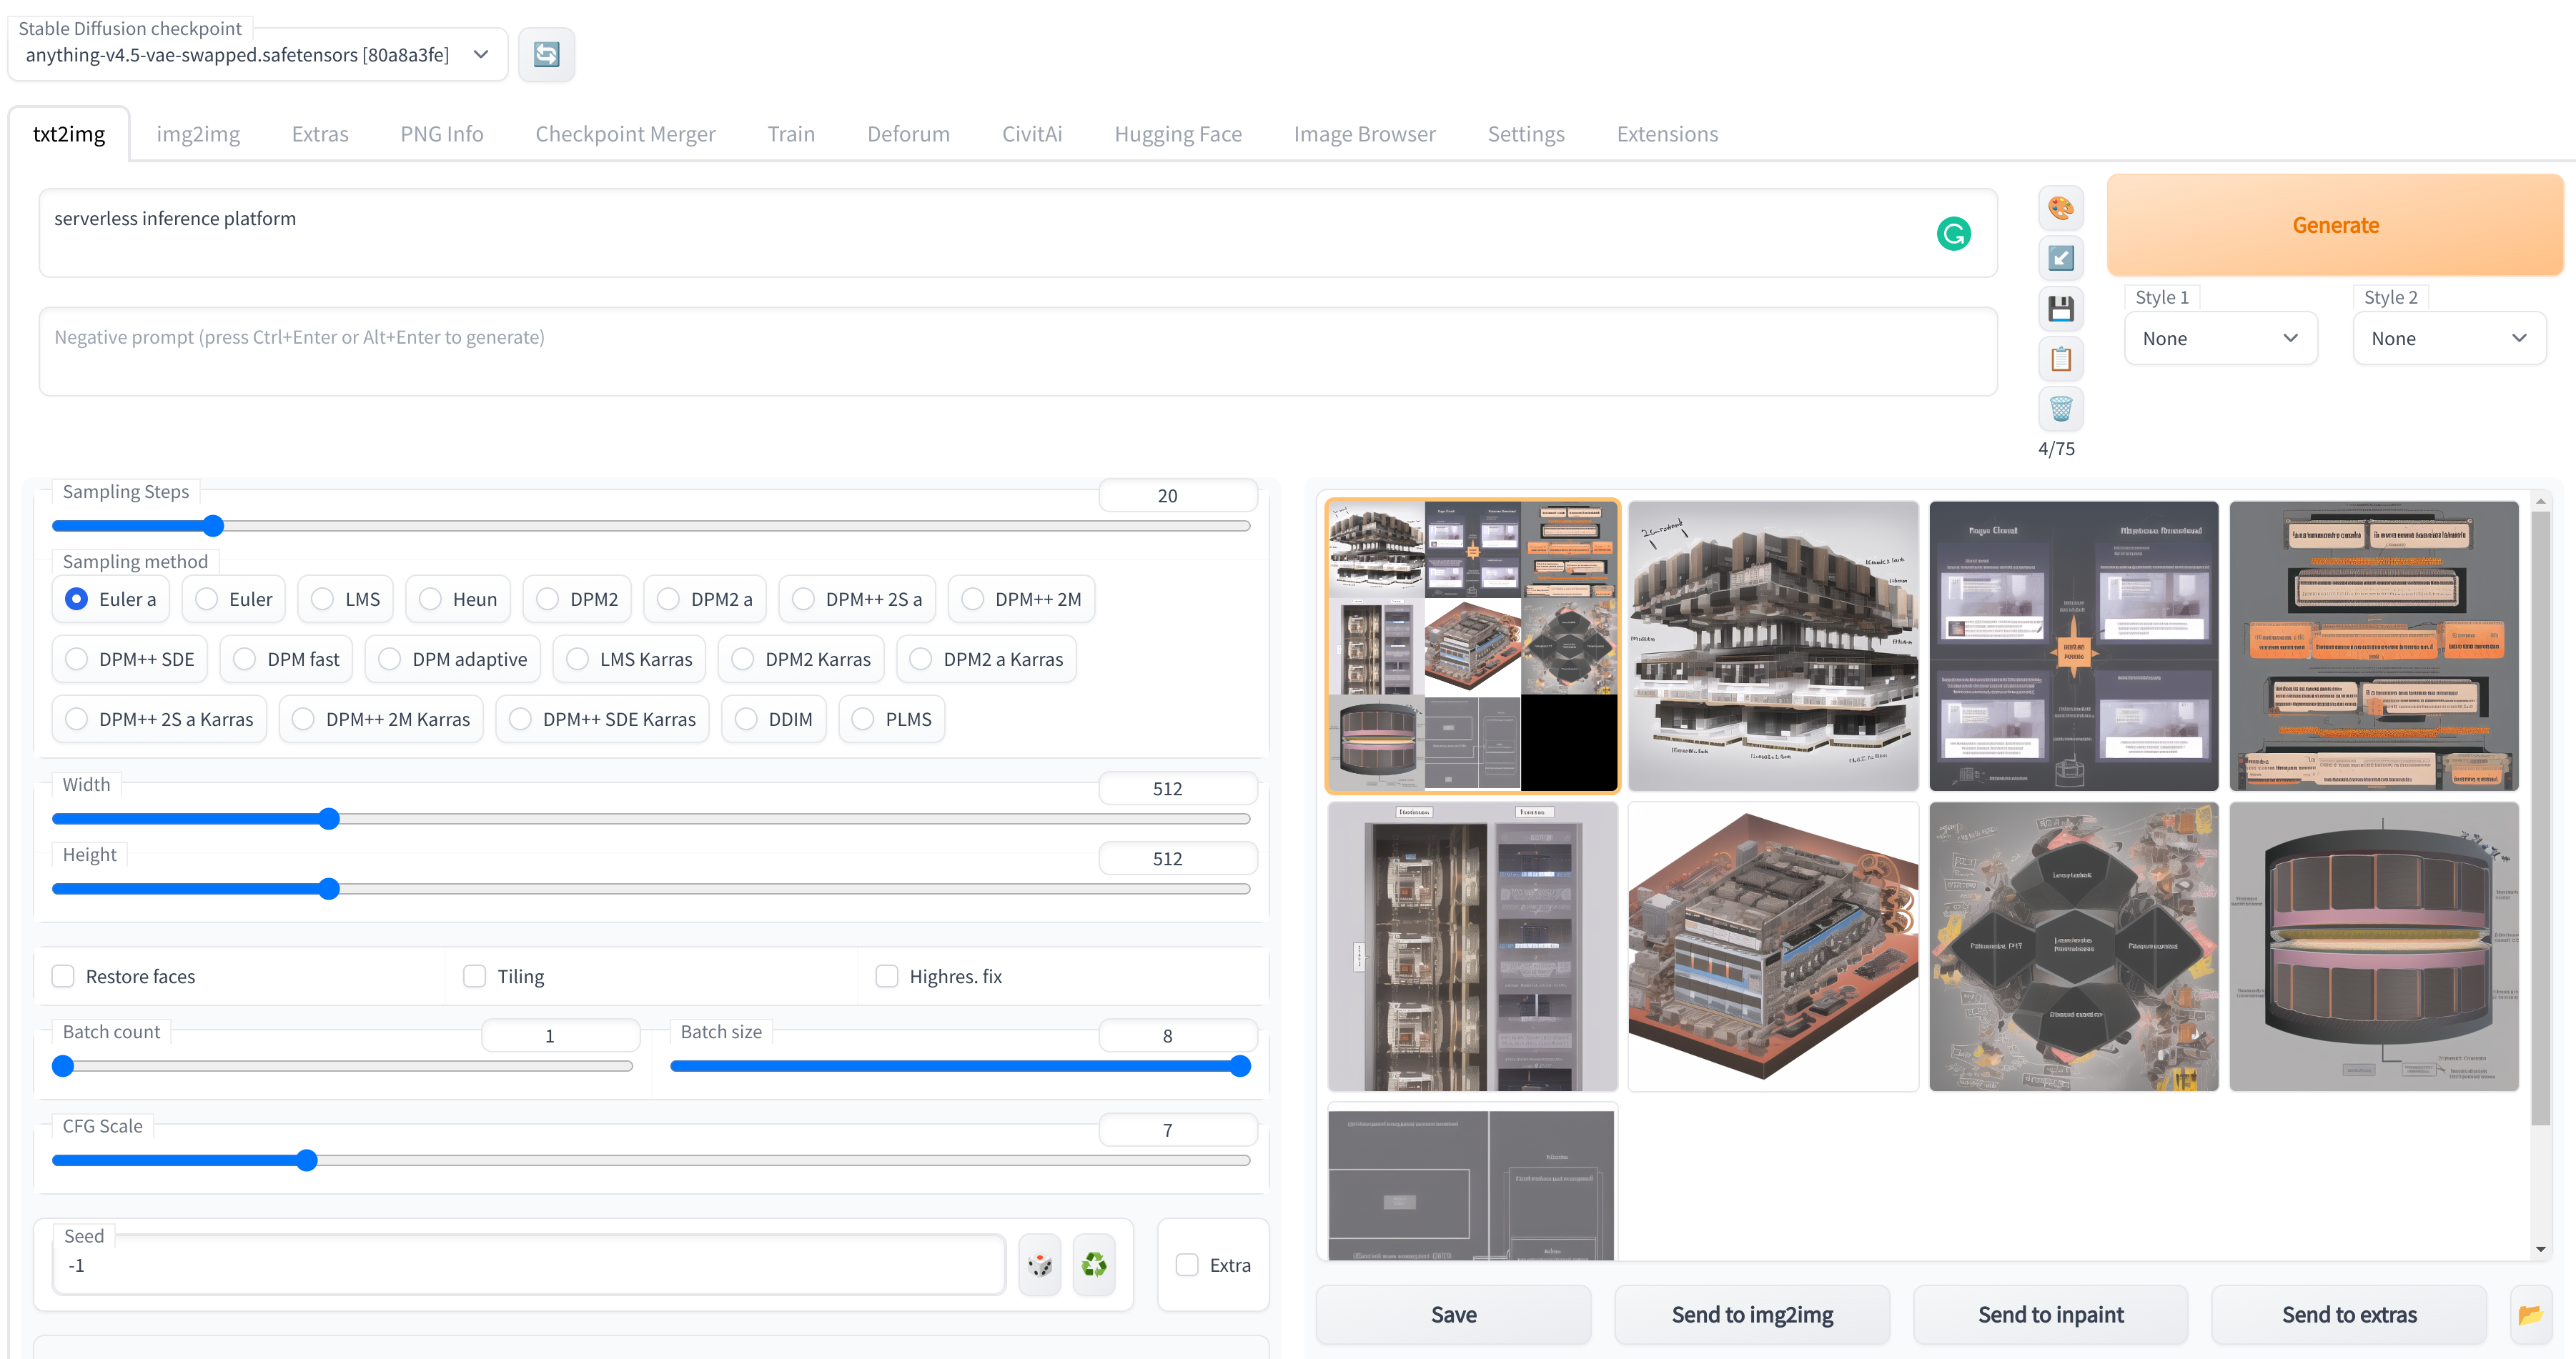 Stable Diffusion checkpoint
anything-v4.5-vae-swapped.safetensors [80a8a3fe]
txt2img img2img Extras PNG Info Checkpoint Merger Train Deforum CivitAi Hugging Face Image Browser Settings Extensions
serverless inference platform
Negative prompt (press Ctrl+Enter or Alt+Enter to generate)
4/75
Generate
Style 1 Style 2
None None
Sampling Steps 20
Sampling method
Euler a Euler LMS Heun DPM2 DPM2 a DPM++ 2S a DPM++ 2M
DPM++ SDE DPM fast DPM adaptive LMS Karras DPM2 Karras DPM2 a Karras
DPM++ 2S a Karras DPM++ 2M Karras DPM++ SDE Karras DDIM PLMS
Width 512
Height 512
Restore faces Tiling Highres. fix
Batch count 1 Batch size 8
CFG Scale 7
Seed
-1
Extra
Save Send to img2img Send to inpaint Send to extras